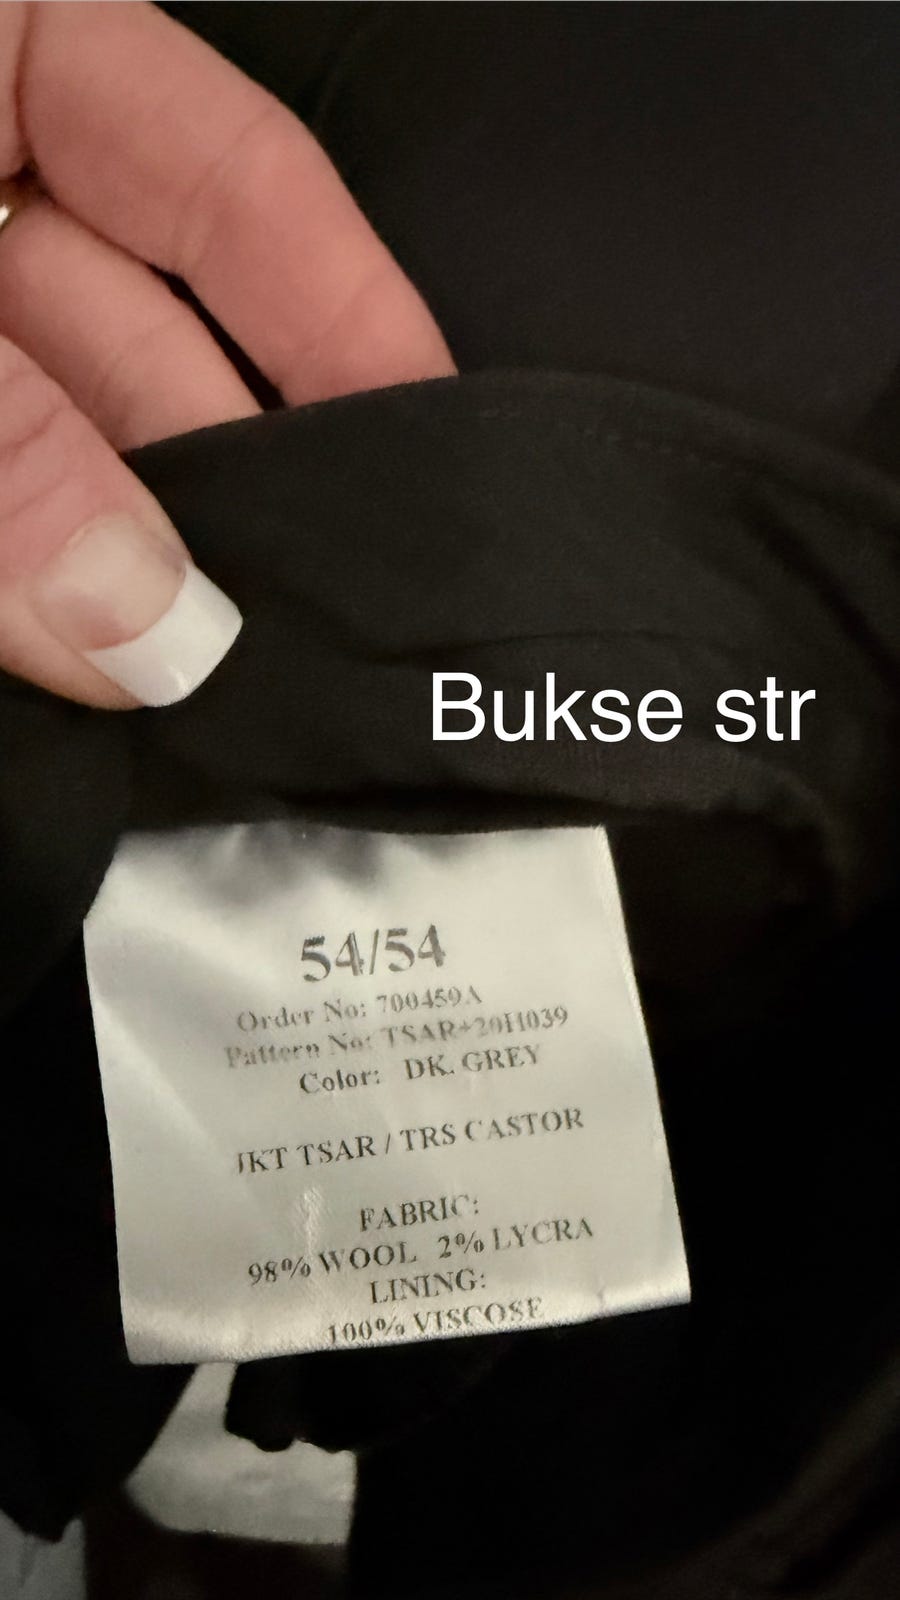 Bukse str
54/54
Order No: 700459A
Pattern No: TSAR+20H039
Color: DK. GREY
JKT TSAR / TRS CASTOR
FABRIC:
98% WOOL 2% LYCRA
LINING:
100% VISCOSE